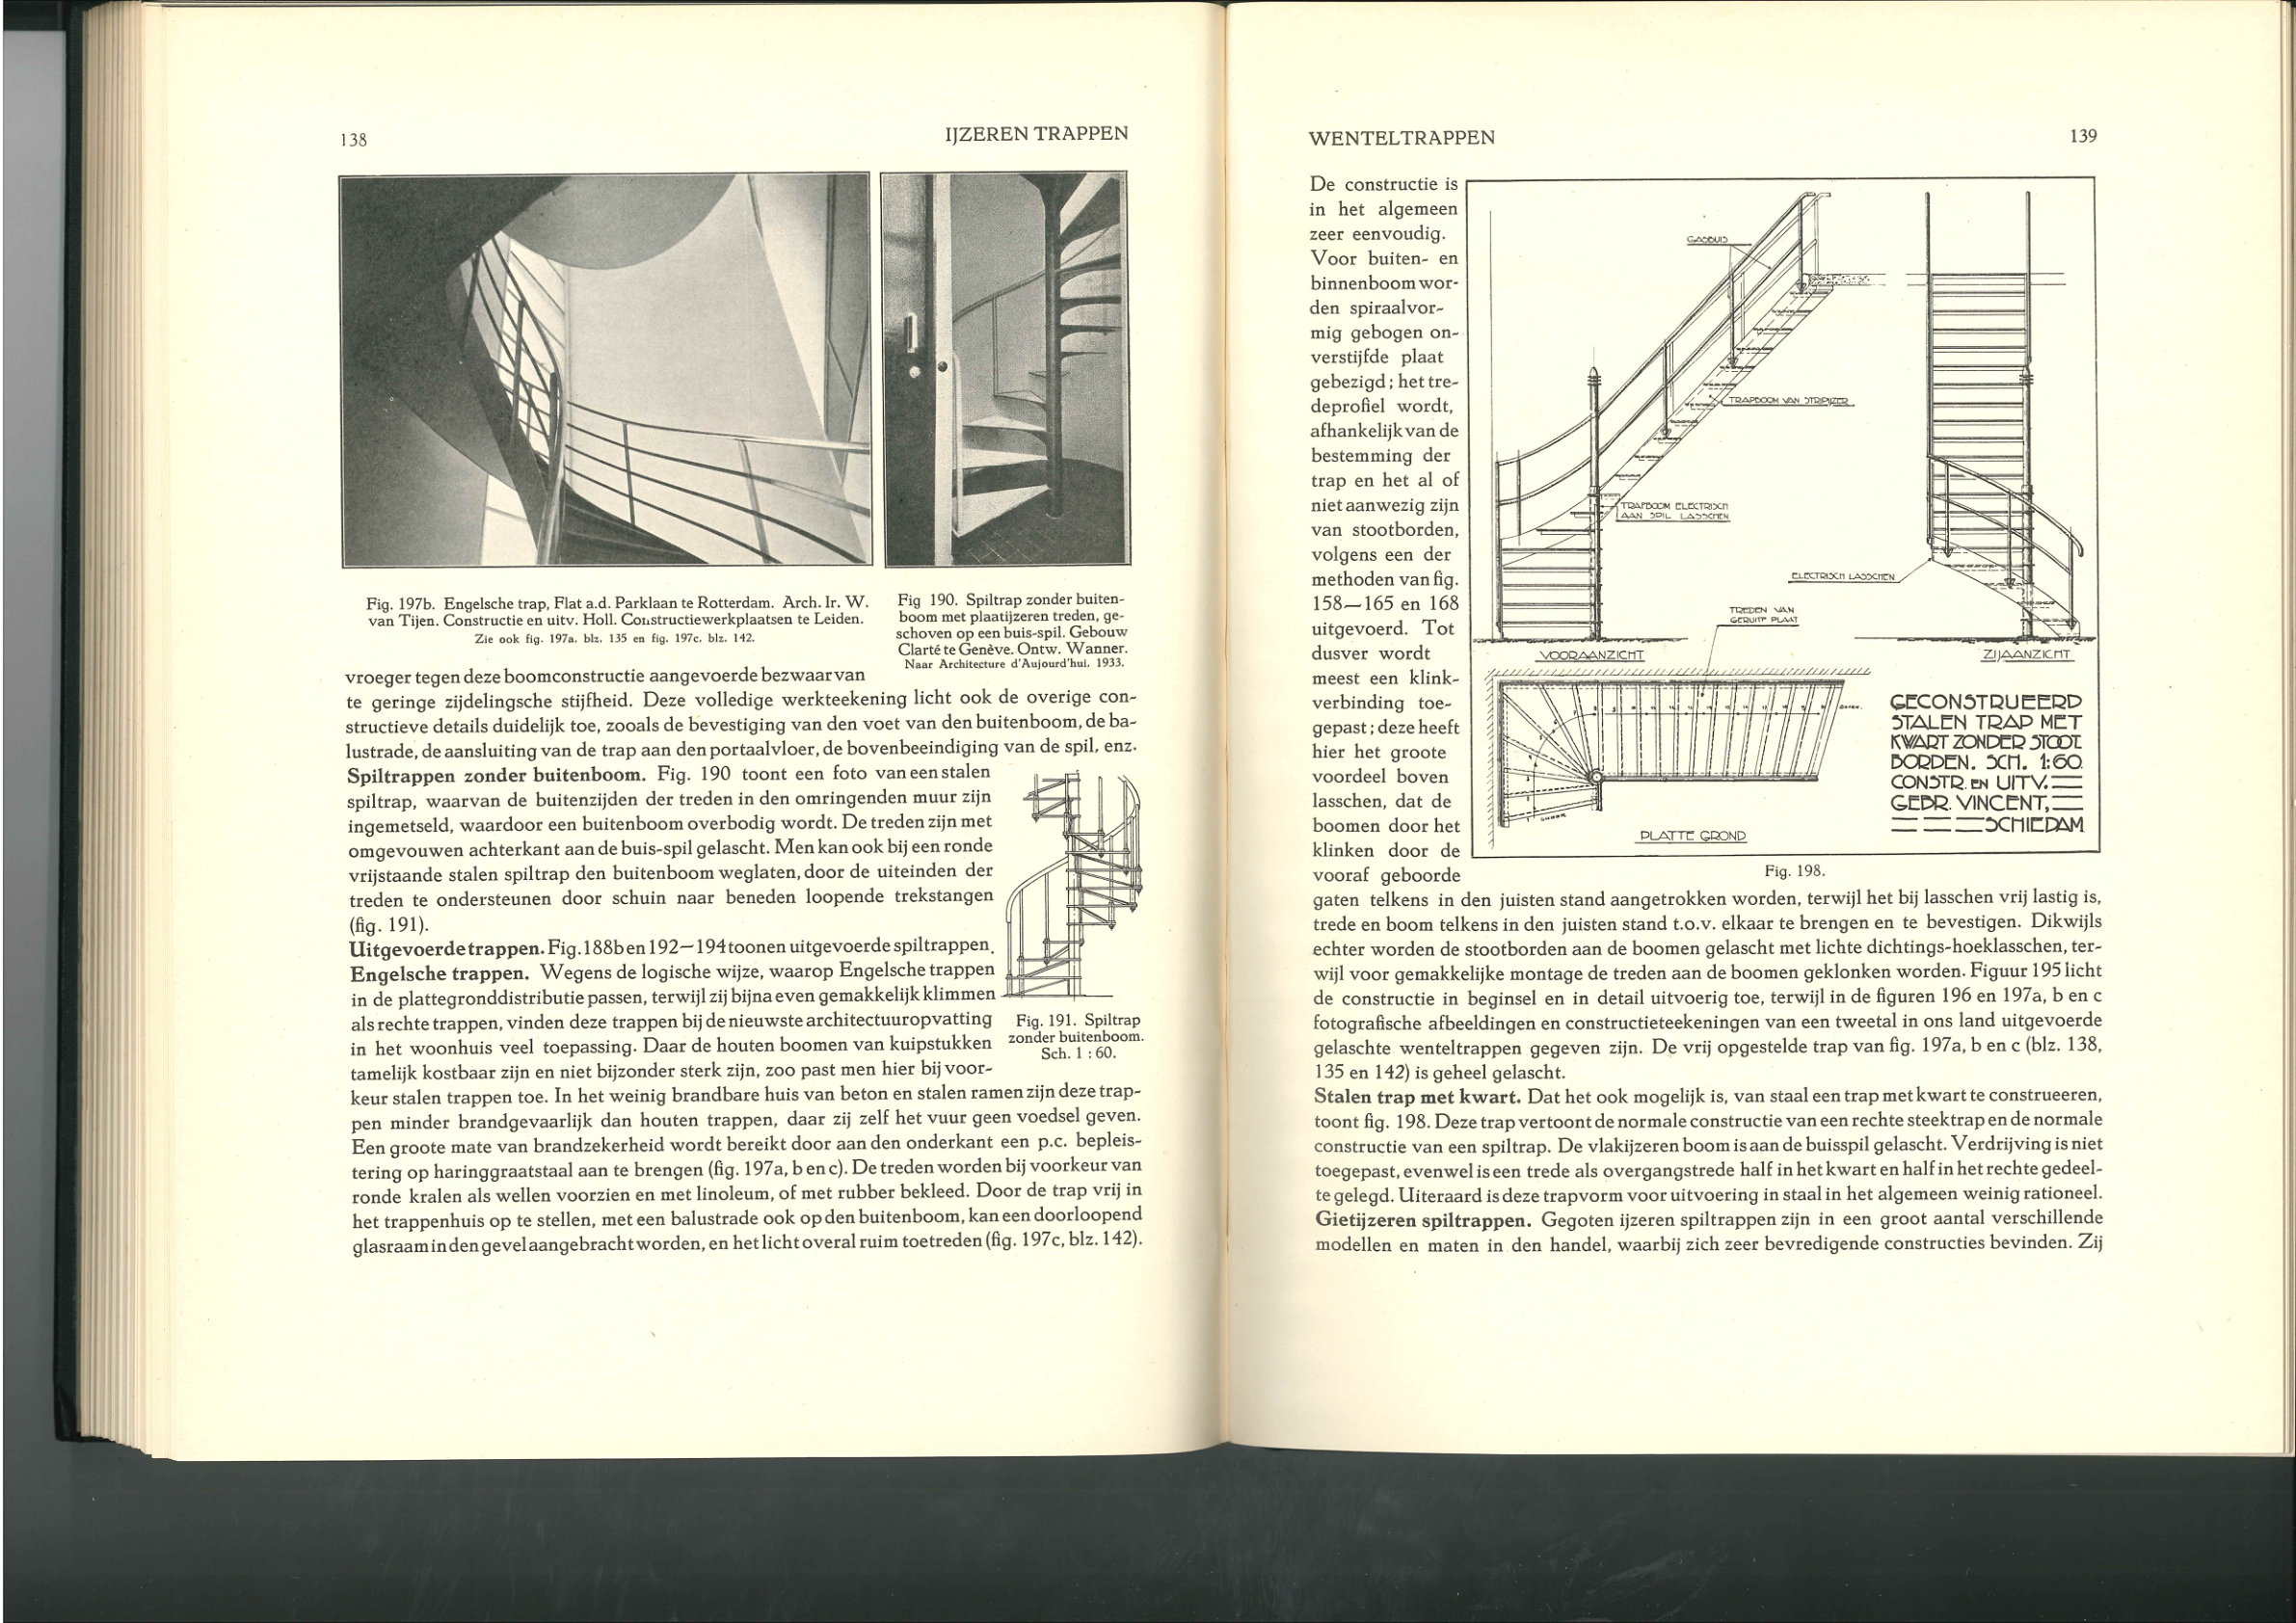 138
IJZEREN TRAPPEN
Fig. 197b. Engelsche trap, Flat a.d. Parklaan te Rotterdam. Arch. Ir. W.
van Tijen. Constructie en uitv. Holl. Constructiewerkplaatsen te Leiden.
Zie ook fig. 197a. blz. 135 en fig. 197c. blz. 142.
Fig 190. Spiltrap zonder buiten-
boom met plaatijzeren treden, ge-
schoven op een buis-spil. Gebouw
Clarté te Genève. Ontw. Wanner.
Naar Architecture d'Aujourd'hui. 1933.
vroeger tegen deze boomconstructie aangevoerde bezwaar van
te geringe zijdelingsche stijfheid. Deze volledige werkteekening licht ook de overige con-
structieve details duidelijk toe, zooals de bevestiging van den voet van den buitenboom, de ba-
lustrade, de aansluiting van de trap aan den portaalvloer, de bovenbeeindiging van de spil, enz.
Spiltrappen zonder buitenboom. Fig. 190 toont een foto van een stalen
spiltrap, waarvan de buitenzijden der treden in den omringenden muur zijn
ingemetseld, waardoor een buitenboom overbodig wordt. De treden zijn met
omgevouwen achterkant aan de buis-spil gelascht. Men kan ook bij een ronde
vrijstaande stalen spiltrap den buitenboom weglaten, door de uiteinden der
treden te ondersteunen door schuin naar beneden loopende trekstangen
(fig. 191).
Uitgevoerde trappen. Fig. 188b en 192—194 toonen uitgevoerde spiltrappen.
Engelsche trappen. Wegens de logische wijze, waarop Engelsche trappen
in de plattegronddistributie passen, terwijl zij bijna even gemakkelijk klimmen
als rechte trappen, vinden deze trappen bij de nieuwste architectuuropvatting
in het woonhuis veel toepassing. Daar de houten boomen van kuipstukken
tamelijk kostbaar zijn en niet bijzonder sterk zijn, zoo past men hier bij voor-
Fig. 191. Spiltrap
zonder buitenboom.
Sch. 1 : 60.
keur stalen trappen toe. In het weinig brandbare huis van beton en stalen ramen zijn deze trap-
pen minder brandgevaarlijk dan houten trappen, daar zij zelf het vuur geen voedsel geven.
Een groote mate van brandzekerheid wordt bereikt door aan den onderkant een p.c. bepleis-
tering op haringgraatstaal aan te brengen (fig. 197a, b en c). De treden worden bij voorkeur van
ronde kralen als wellen voorzien en met linoleum, of met rubber bekleed. Door de trap vrij in
het trappenhuis op te stellen, met een balustrade ook op den buitenboom, kan een doorloopend
glasraam in den gevel aangebracht worden, en het licht overal ruim toetreden (fig. 197c, blz. 142).
WENTELTRAPPEN
139
De constructie is
in het algemeen
zeer eenvoudig.
Voor buiten- en
binnenboom wor-
den spiraalvor-
mig gebogen on-
verstijfde plaat
gebezigd; het tre-
deprofiel wordt,
afhankelijk van de
bestemming der
trap en het al of
niet aanwezig zijn
van stootborden,
volgens een der
methoden van fig.
158—165 en 168
uitgevoerd. Tot
dusver wordt
meest een klink-
verbinding toe-
gepast; deze heeft
hier het groote
voordeel boven
lasschen, dat de
boomen door het
klinken door de
vooraf geboorde
GASBUIS
TRAPBOOM VAN STRIPIJZER
TRAPBOOM ELECTRISCH
AAN SPIL LASSCHEN
ELECTRISCH LASSCHEN
TREDEN VAN
GERUITE PLAAT
VOORAANZICHT
ZIJAANZICHT
PLATTE GROND
GECONSTRUEERD
STALEN TRAP MET
KWART ZONDER STOOT
BORDEN. SCH. 1:60
CONSTR. EN UITV.
GEBR. VINCENT,
SCHIEDAM
Fig. 198.
gaten telkens in den juisten stand aangetrokken worden, terwijl het bij lasschen vrij lastig is,
trede en boom telkens in den juisten stand t.o.v. elkaar te brengen en te bevestigen. Dikwijls
echter worden de stootborden aan de boomen gelascht met lichte dichtings-hoeklasschen, ter-
wijl voor gemakkelijke montage de treden aan de boomen geklonken worden. Figuur 195 licht
de constructie in beginsel en in detail uitvoerig toe, terwijl in de figuren 196 en 197a, b en c
fotografische afbeeldingen en constructieteekeningen van een tweetal in ons land uitgevoerde
gelaschte wenteltrappen gegeven zijn. De vrij opgestelde trap van fig. 197a, b en c (blz. 138,
135 en 142) is geheel gelascht.
Stalen trap met kwart. Dat het ook mogelijk is, van staal een trap met kwart te construeeren,
toont fig. 198. Deze trap vertoont de normale constructie van een rechte steektrap en de normale
constructie van een spiltrap. De vlakijzeren boom is aan de buisspil gelascht. Verdrijving is niet
toegepast, evenwel is een trede als overgangstrede half in het kwart en half in het rechte gedeel-
te gelegd. Uiteraard is deze trapvorm voor uitvoering in staal in het algemeen weinig rationeel.
Gietijzeren spiltrappen. Gegoten ijzeren spiltrappen zijn in een groot aantal verschillende
modellen en maten in den handel, waarbij zich zeer bevredigende constructies bevinden. Zij